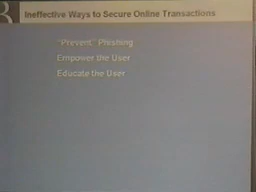 Ineffective Ways to Secure Online Transactions
"Prevent" Phishing
Empower the User
Educate the User